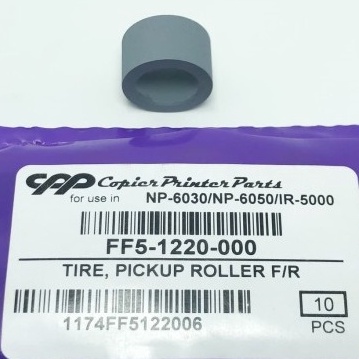 CPP Copier Printer Parts
for use in NP-6030/NP-6050/IR-5000
FF5-1220-000
TIRE, PICKUP ROLLER F/R
1174FF5122006
10
PCS